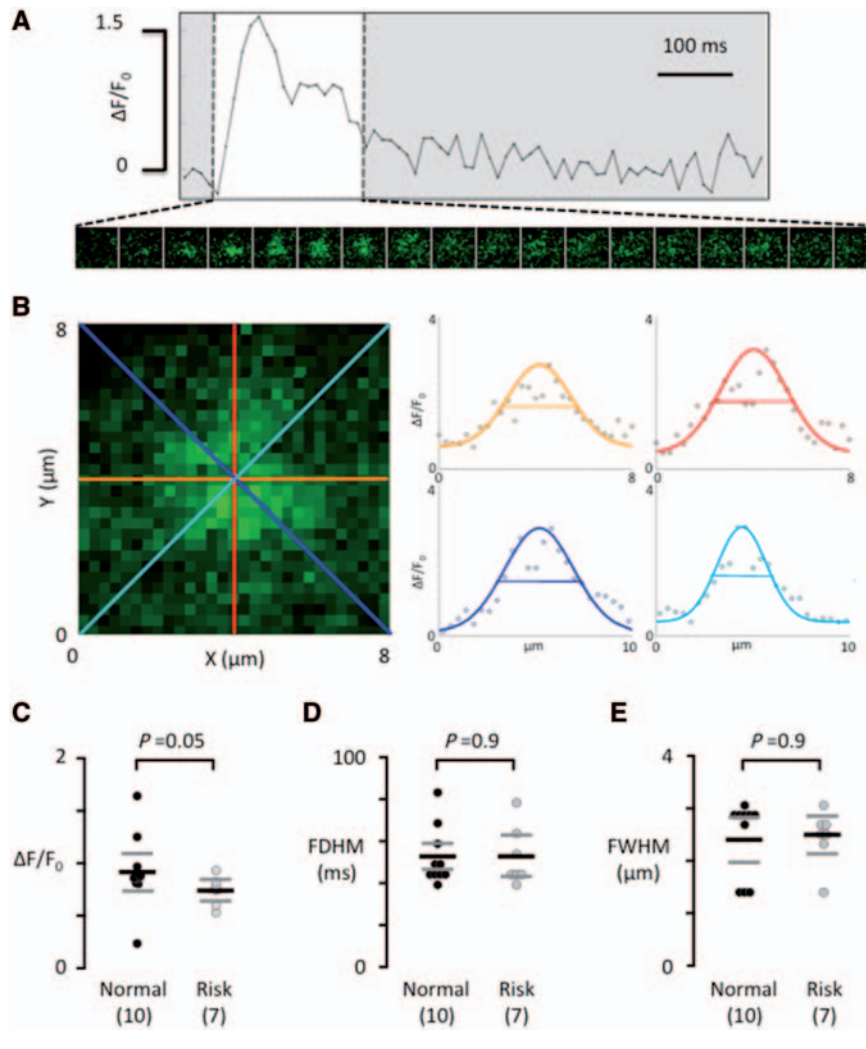 A
1.5
ΔF/F₀
0
100 ms
B
8
Y (µm)
0
0
X (µm)
8
4
ΔF/F₀
0
0
8
4
0
0
8
4
ΔF/F₀
0
0
µm
10
4
0
0
µm
10
C
P =0.05
2
ΔF/F₀
0
Normal
(10)
Risk
(7)
D
P =0.9
100
FDHM
(ms)
0
Normal
(10)
Risk
(7)
E
P =0.9
4
FWHM
(µm)
0
Normal
(10)
Risk
(7)